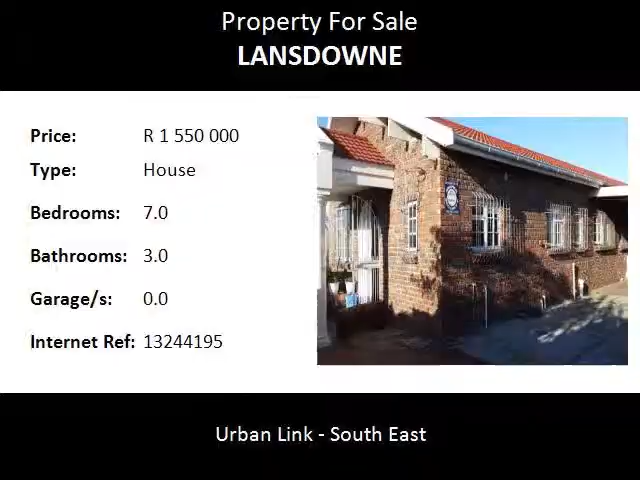 Property For Sale
LANSDOWNE
Price: R 1 550 000
Type: House
Bedrooms: 7.0
Bathrooms: 3.0
Garage/s: 0.0
Internet Ref: 13244195
Urban Link - South East